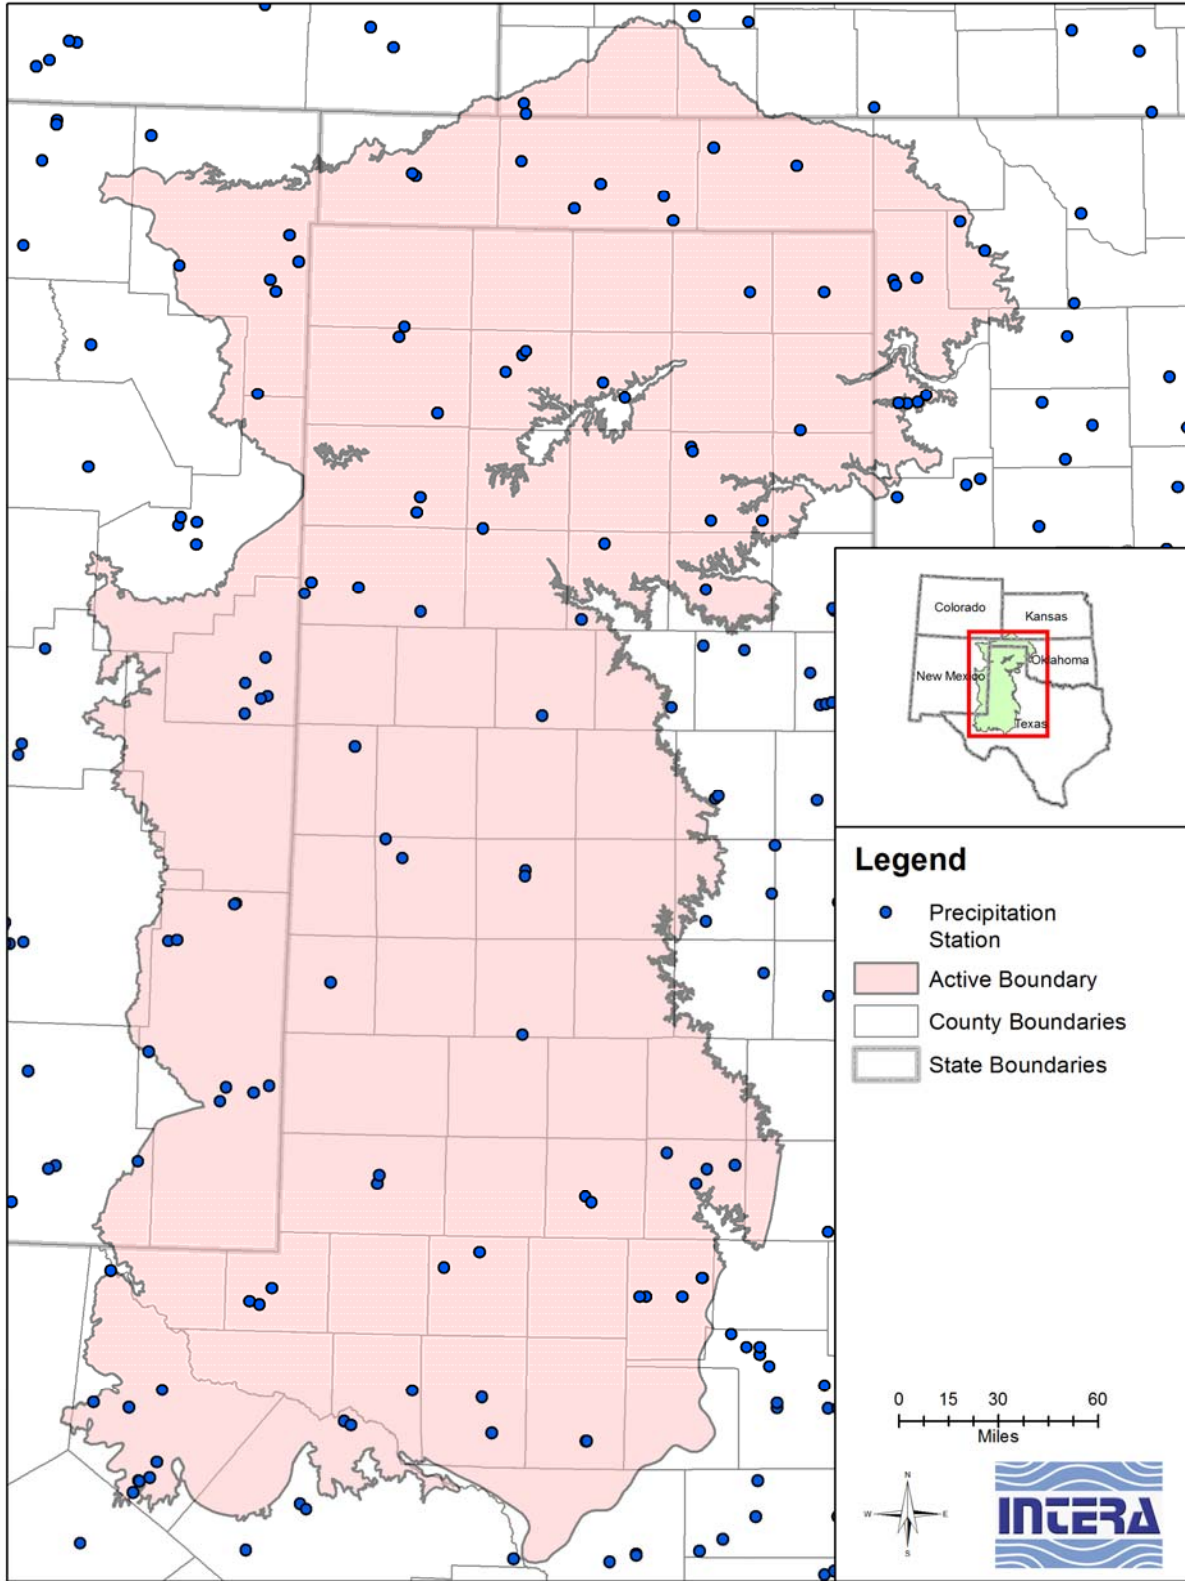 Colorado
Kansas
New Mexico
Oklahoma
Texas
Legend
Precipitation
Station
Active Boundary
County Boundaries
State Boundaries
0 15 30 60
Miles
N
W E
S
INTERA